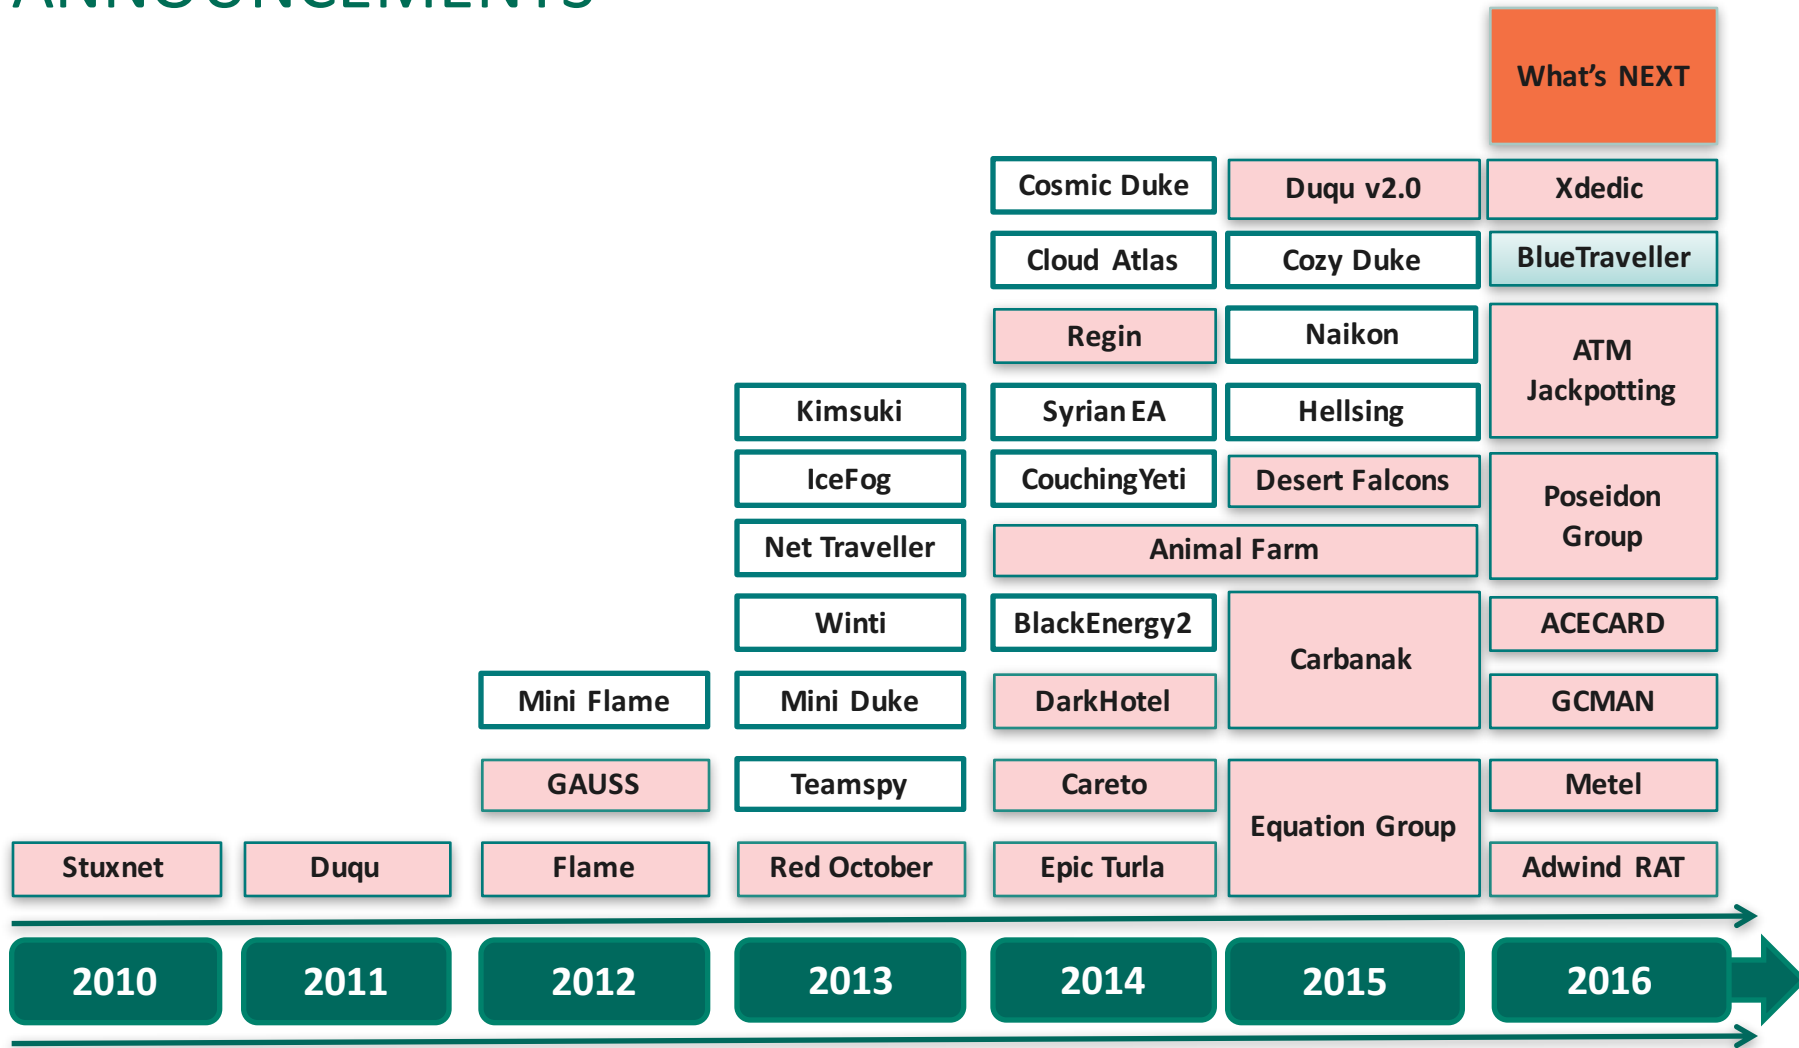 ANNOUNCEMENTS
What's NEXT
Cosmic Duke
Duqu v2.0
Xdedic
Cloud Atlas
Cozy Duke
BlueTraveller
Regin
Naikon
ATM
Jackpotting
Kimsuki
Syrian EA
Hellsing
IceFog
CouchingYeti
Desert Falcons
Poseidon
Group
Net Traveller
Animal Farm
Winti
BlackEnergy2
Carbanak
ACECARD
Mini Flame
Mini Duke
DarkHotel
GCMAN
GAUSS
Teamspy
Careto
Equation Group
Metel
Stuxnet
Duqu
Flame
Red October
Epic Turla
Adwind RAT
2010
2011
2012
2013
2014
2015
2016